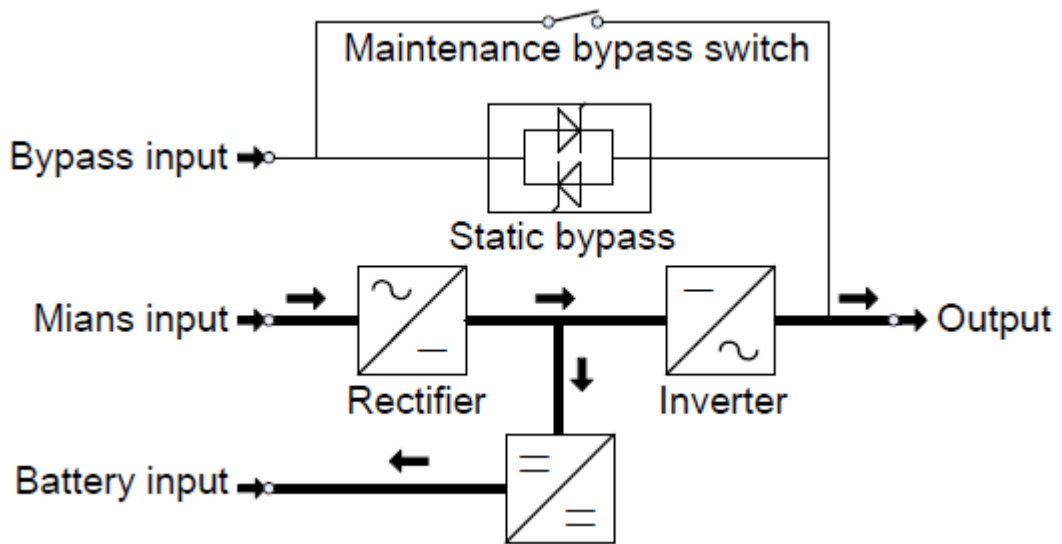 Maintenance bypass switch
Bypass input
Static bypass
Mians input
Output
Rectifier
Inverter
Battery input